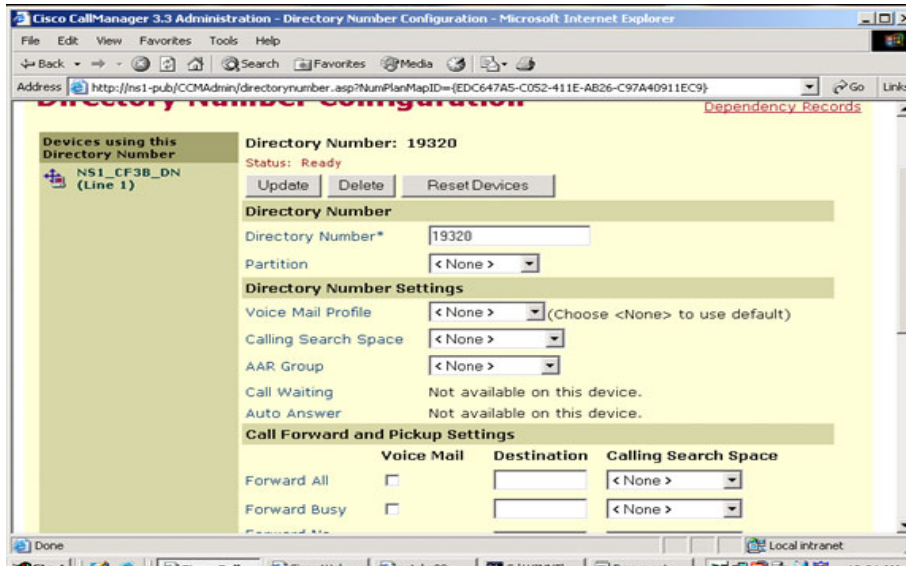 Cisco CallManager 3.3 Administration - Directory Number Configuration - Microsoft Internet Explorer
File Edit View Favorites Tools Help
Back Search Favorites Media
Address http://ns1-pub/CCMAdmin/directorynumber.asp?NumPlanMapID={EDC647A5-C052-411E-AB26-C97A40911EC9} Go Links
Directory Number Configuration
Dependency Records
Devices using this
Directory Number
NS1_CF3B_DN
(Line 1)
Directory Number: 19320
Status: Ready
Update Delete Reset Devices
Directory Number
Directory Number* 19320
Partition < None >
Directory Number Settings
Voice Mail Profile < None > (Choose <None> to use default)
Calling Search Space < None >
AAR Group < None >
Call Waiting Not available on this device.
Auto Answer Not available on this device.
Call Forward and Pickup Settings
Voice Mail Destination Calling Search Space
Forward All < None >
Forward Busy < None >
Done Local intranet